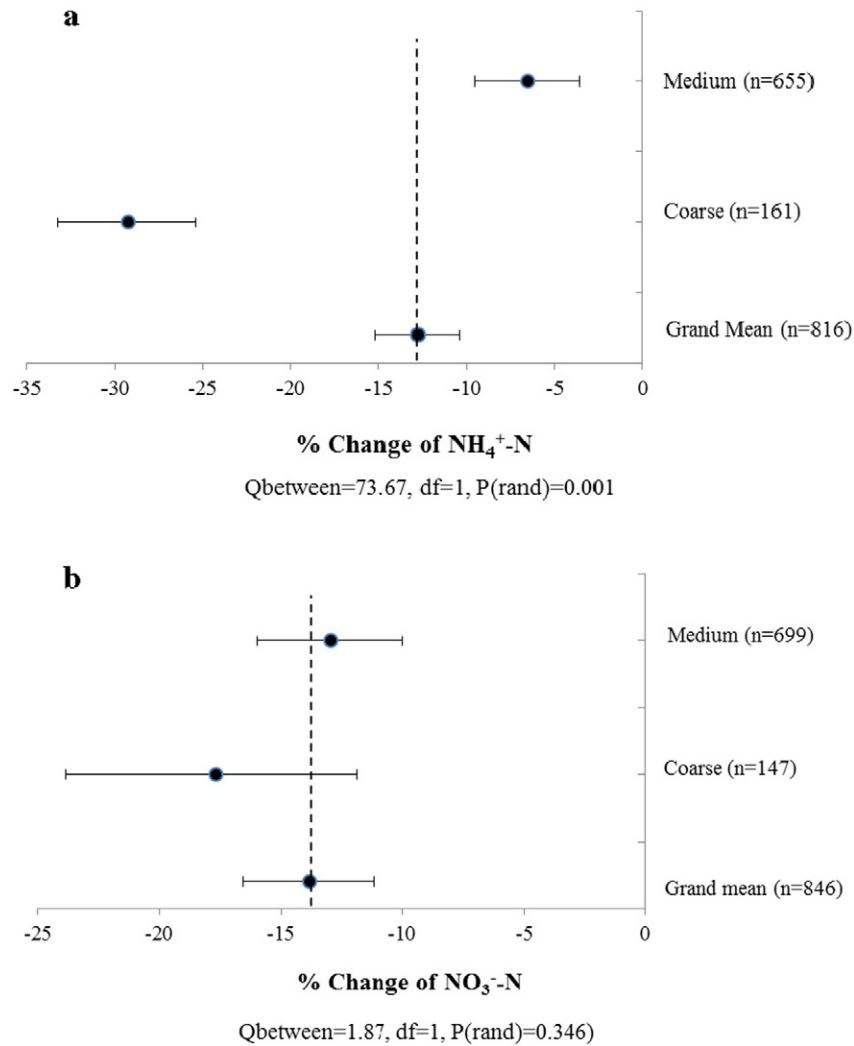 a
Medium (n=655)
Coarse (n=161)
Grand Mean (n=816)
-35 -30 -25 -20 -15 -10 -5 0
% Change of NH₄⁺-N
Qbetween=73.67, df=1, P(rand)=0.001
b
Medium (n=699)
Coarse (n=147)
Grand mean (n=846)
-25 -20 -15 -10 -5 0
% Change of NO₃⁻-N
Qbetween=1.87, df=1, P(rand)=0.346)